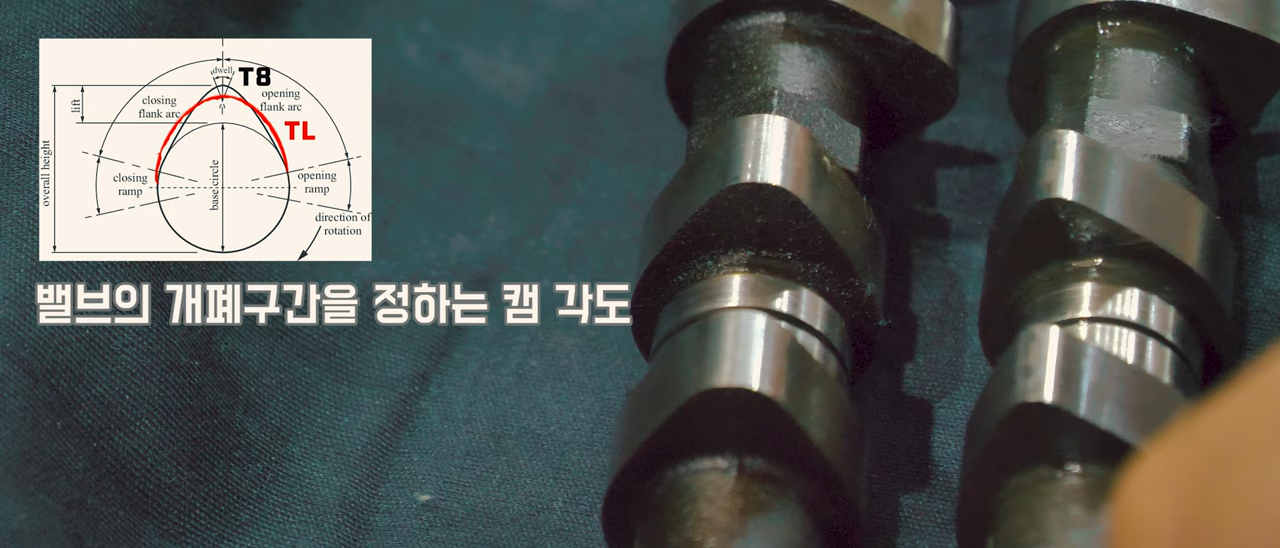 dwell
T8
closing
flank arc
opening
flank arc
TL
lift
overall height
base circle
closing
ramp
opening
ramp
direction of
rotation
밸브의 개폐구간을 정하는 캠 각도